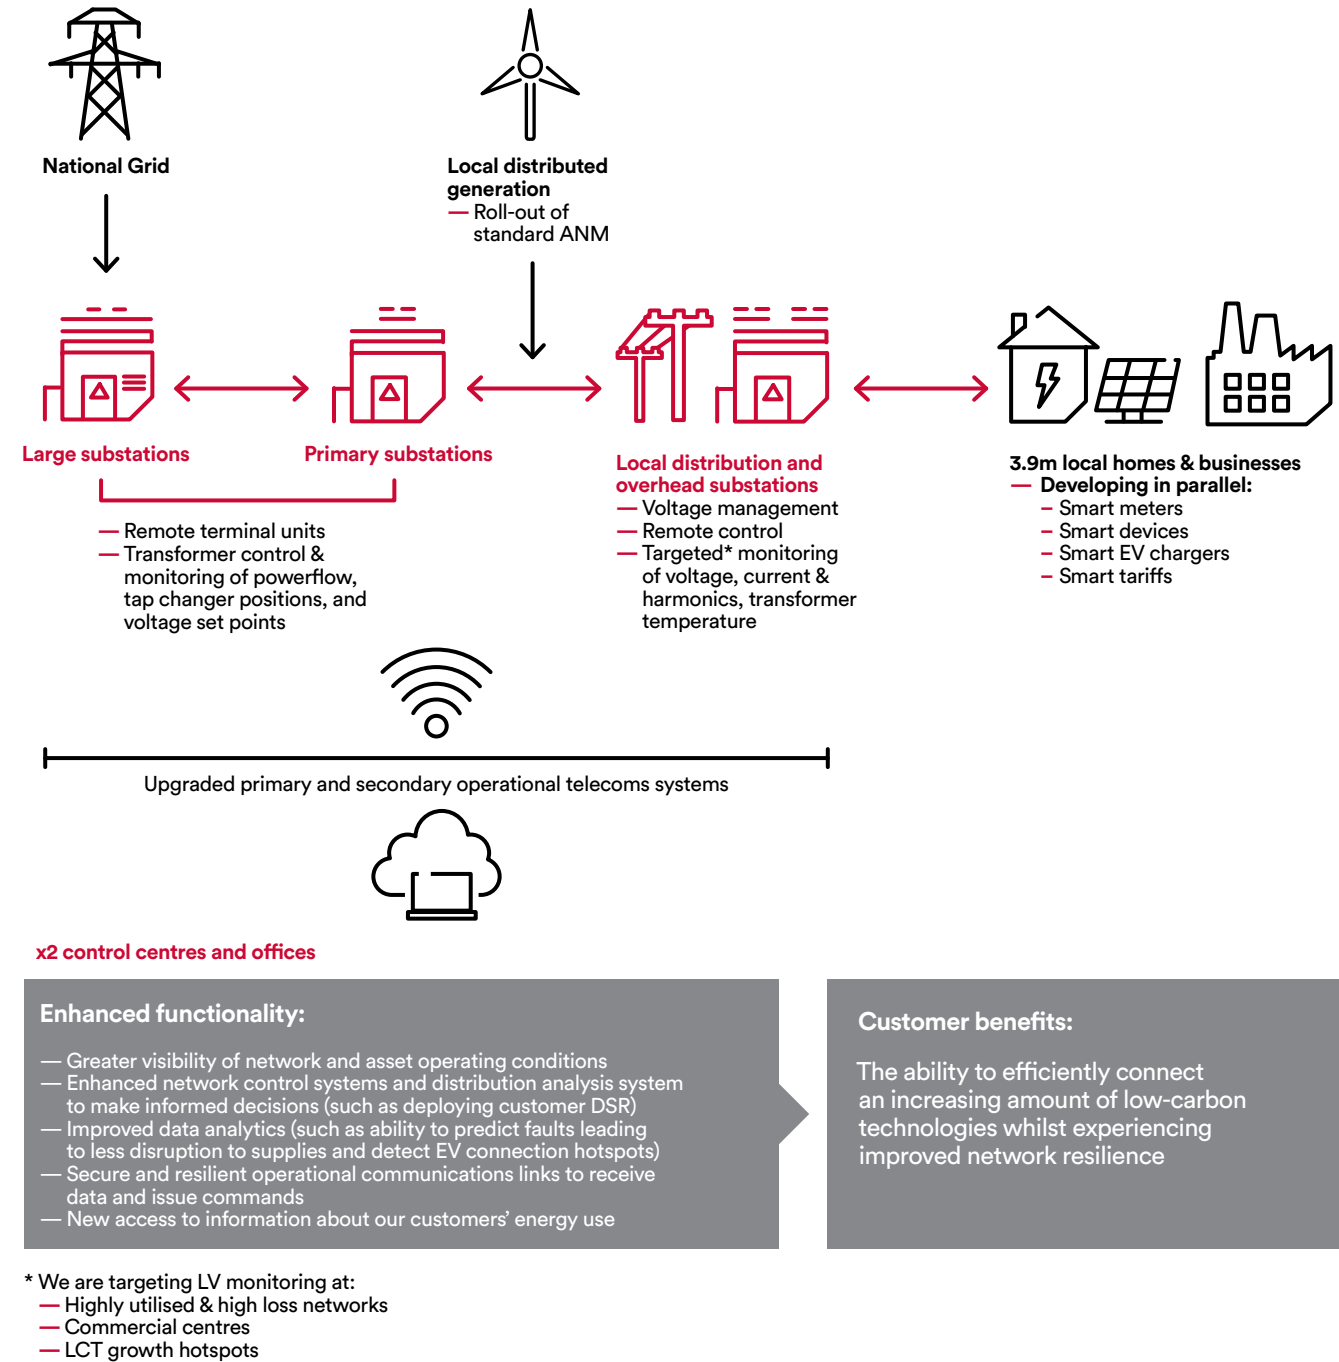 National Grid
Local distributed
generation
— Roll-out of
standard ANM
Large substations
Primary substations
— Remote terminal units
— Transformer control &
monitoring of powerflow,
tap changer positions, and
voltage set points
Local distribution and
overhead substations
— Voltage management
— Remote control
— Targeted* monitoring
of voltage, current &
harmonics, transformer
temperature
3.9m local homes & businesses
— Developing in parallel:
– Smart meters
– Smart devices
– Smart EV chargers
– Smart tariffs
Upgraded primary and secondary operational telecoms systems
x2 control centres and offices
Enhanced functionality:
— Greater visibility of network and asset operating conditions
— Enhanced network control systems and distribution analysis system
to make informed decisions (such as deploying customer DSR)
— Improved data analytics (such as ability to predict faults leading
to less disruption to supplies and detect EV connection hotspots)
— Secure and resilient operational communications links to receive
data and issue commands
— New access to information about our customers’ energy use
Customer benefits:
The ability to efficiently connect
an increasing amount of low-carbon
technologies whilst experiencing
improved network resilience
* We are targeting LV monitoring at:
— Highly utilised & high loss networks
— Commercial centres
— LCT growth hotspots